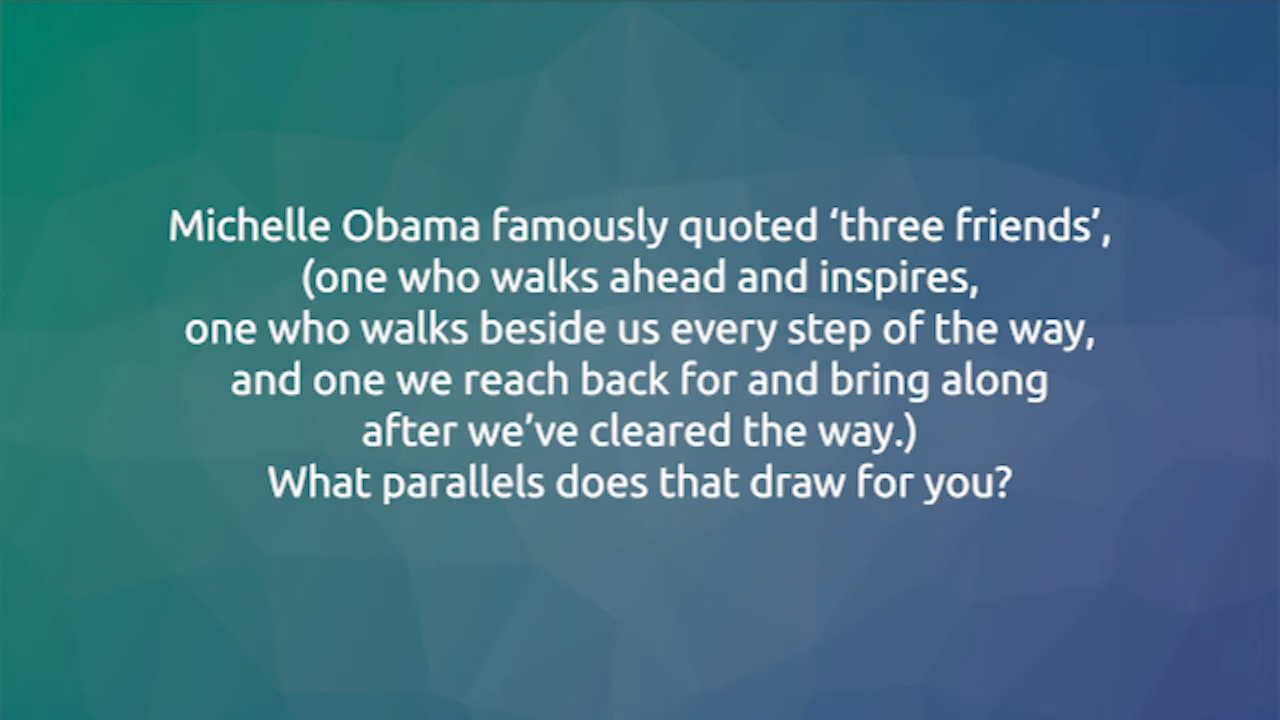 Michelle Obama famously quoted ‘three friends’,
(one who walks ahead and inspires,
one who walks beside us every step of the way,
and one we reach back for and bring along
after we’ve cleared the way.)
What parallels does that draw for you?